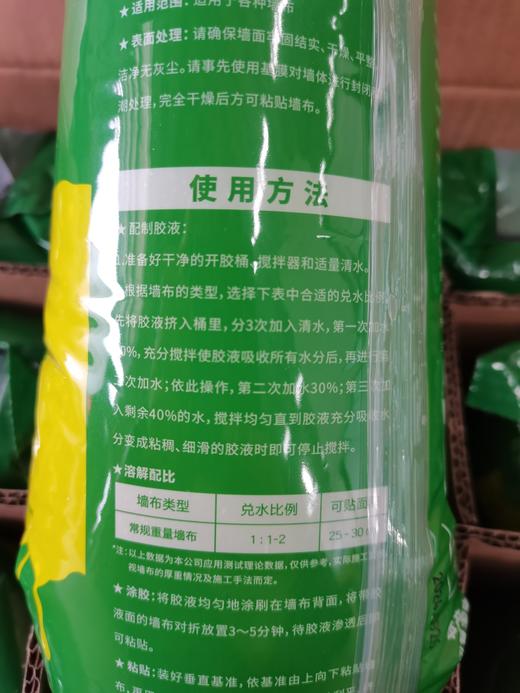 ★适用范围：适用于各种墙布
★表面处理：请确保墙面牢固结实、干燥、平整
洁净无灰尘。请事先使用基膜对墙体进行封闭
潮处理，完全干燥后方可粘贴墙布。
使用方法
★配制胶液：
1.准备好干净的开胶桶、搅拌器和适量清水。
根据墙布的类型，选择下表中合适的兑水比例
先将胶液挤入桶里，分3次加入清水，第一次加水
0%，充分搅拌使胶液吸收所有水分后，再进行第
次加水；依此操作，第二次加水30%；第三次加
入剩余40%的水，搅拌均匀直到胶液充分吸收水
分变成粘稠、细滑的胶液时即可停止搅拌。
★溶解配比
墙布类型 兑水比例 可贴面
常规重量墙布 1：1-2 25-30
*注：以上数据为本公司应用测试理论数据，仅供参考，实际施工
视墙布的厚重情况及施工手法而定。
★涂胶：将胶液均匀地涂刷在墙布背面，将带胶
液面的墙布对折放置3～5分钟，待胶液渗透后即
可粘贴。
★粘贴：装好垂直基准，依基准由上向下粘贴墙